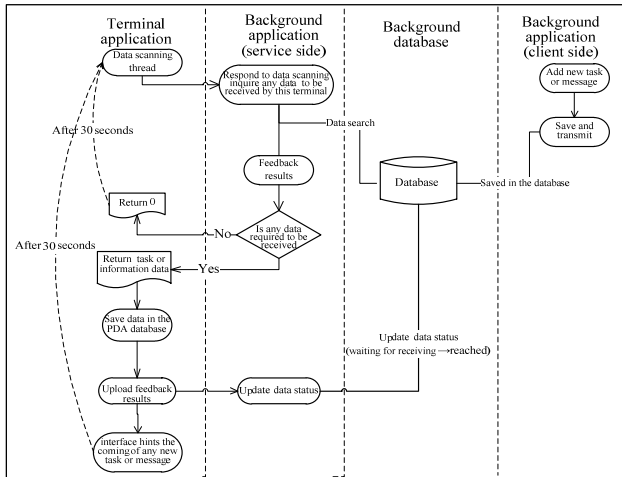 Terminal
application
Background
application
(service side)
Background
database
Background
application
(client side)
Data scanning
thread
Respond to data scanning
inquire any data to be
received by this terminal
Add new task
or message
After 30 seconds
Data search
Save and
transmit
Feedback
results
Database
Saved in the database
Return 0
No
Is any data
required to be
received
After 30 seconds
Return task or
information data
Yes
Save data in the
PDA database
Update data status
(waiting for receiving →reached)
Upload feedback
results
Update data status
interface hints the
coming of any new
task or message